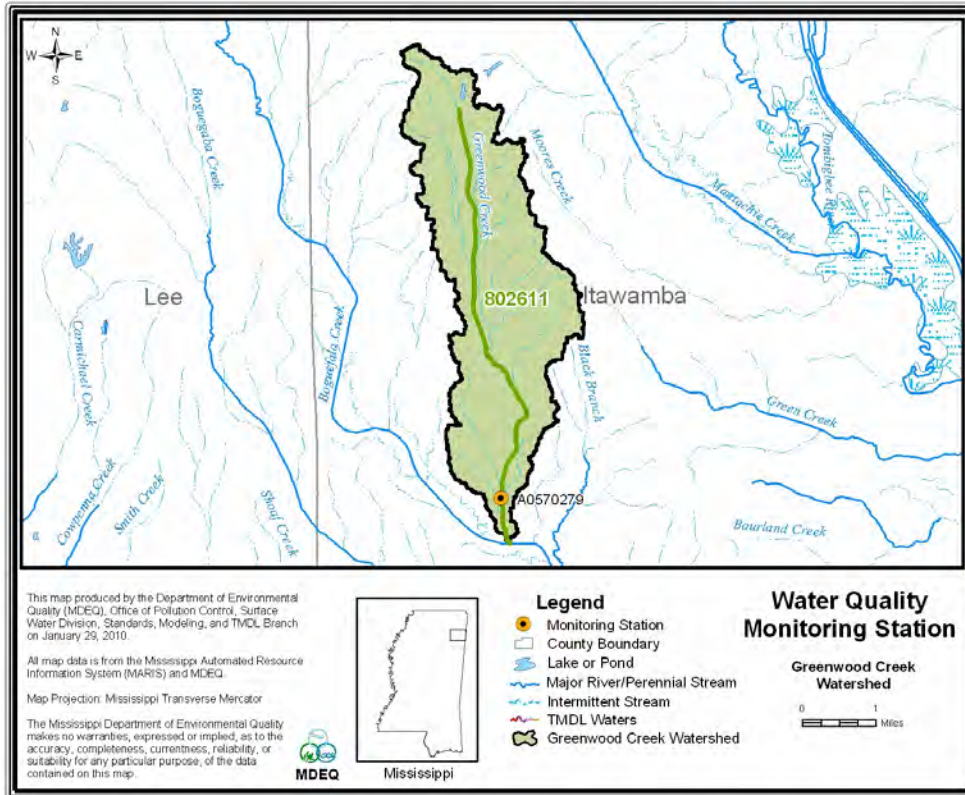 N
W E
S
Boguegaba Creek
Greenwood Creek
Moores Creek
Tombigbee River
Mantachie Creek
Lee
802611
Itawamba
Carmichael Creek
Boguefala Creek
Black Branch
Green Creek
Cowpenna Creek
Smith Creek
Shoaf Creek
A0570279
Bourland Creek
This map produced by the Department of Environmental
Quality (MDEQ), Office of Pollution Control, Surface
Water Division, Standards, Modeling, and TMDL Branch
on January 29, 2010.
All map data is from the Mississippi Automated Resource
Information System (MARIS) and MDEQ.
Map Projection: Mississippi Transverse Mercator
The Mississippi Department of Environmental Quality
makes no warranties, expressed or implied, as to the
accuracy, completeness, currentness, reliability, or
suitability for any particular purpose, of the data
contained on this map.
MDEQ
Mississippi
Legend
Monitoring Station
County Boundary
Lake or Pond
Major River/Perennial Stream
Intermittent Stream
TMDL Waters
Greenwood Creek Watershed
Water Quality
Monitoring Station
Greenwood Creek
Watershed
0 1
Miles